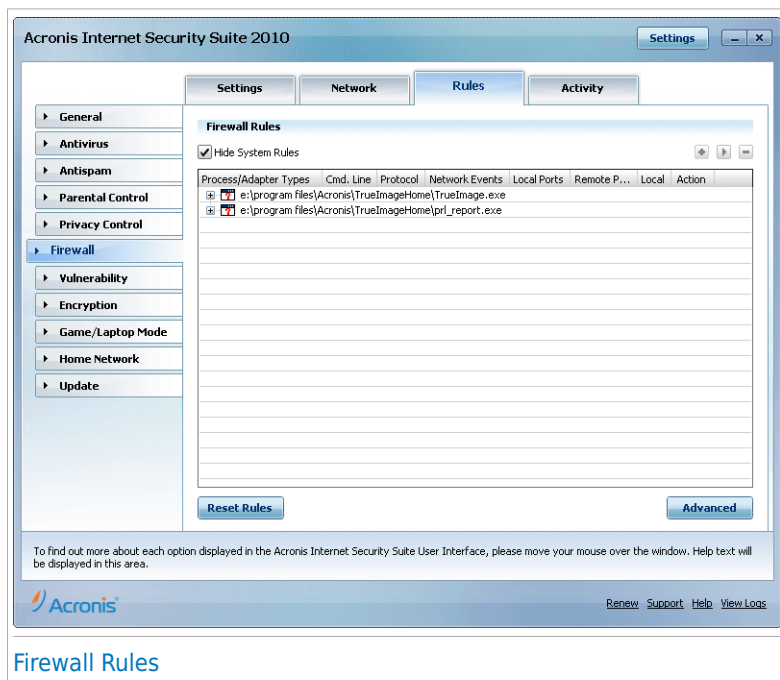 Acronis Internet Security Suite 2010
Settings
Settings Network Rules Activity
General
Antivirus
Antispam
Parental Control
Privacy Control
Firewall
Vulnerability
Encryption
Game/Laptop Mode
Home Network
Update
Firewall Rules
Hide System Rules
Process/Adapter Types Cmd. Line Protocol Network Events Local Ports Remote P... Local Action
e:\program files\Acronis\TrueImageHome\TrueImage.exe
e:\program files\Acronis\TrueImageHome\prl_report.exe
Reset Rules Advanced
To find out more about each option displayed in the Acronis Internet Security Suite User Interface, please move your mouse over the window. Help text will
be displayed in this area.
Acronis
Renew Support Help View Logs
Firewall Rules